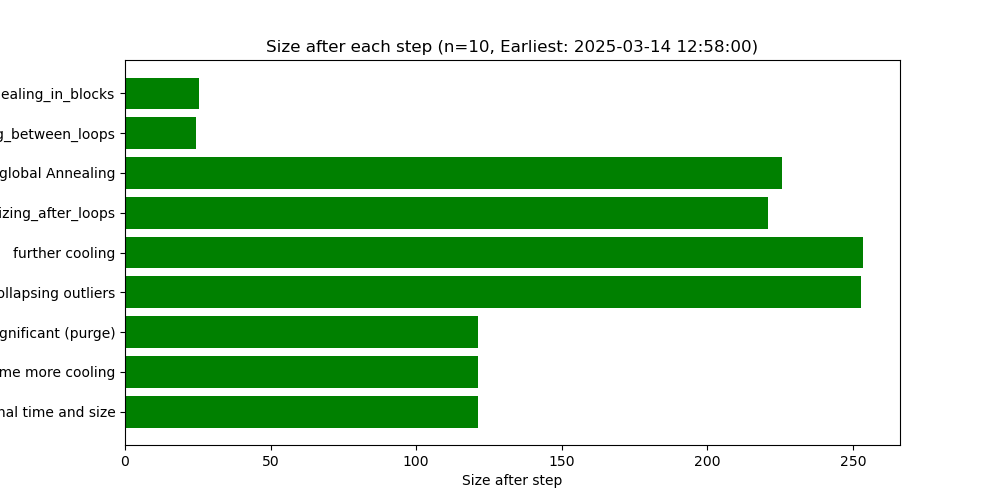 Size after each step (n=10, Earliest: 2025-03-14 12:58:00)
ealing_in_blocks
g_between_loops
global Annealing
izing_after_loops
further cooling
ollapsing outliers
gnificant (purge)
me more cooling
nal time and size
0 50 100 150 200 250
Size after step